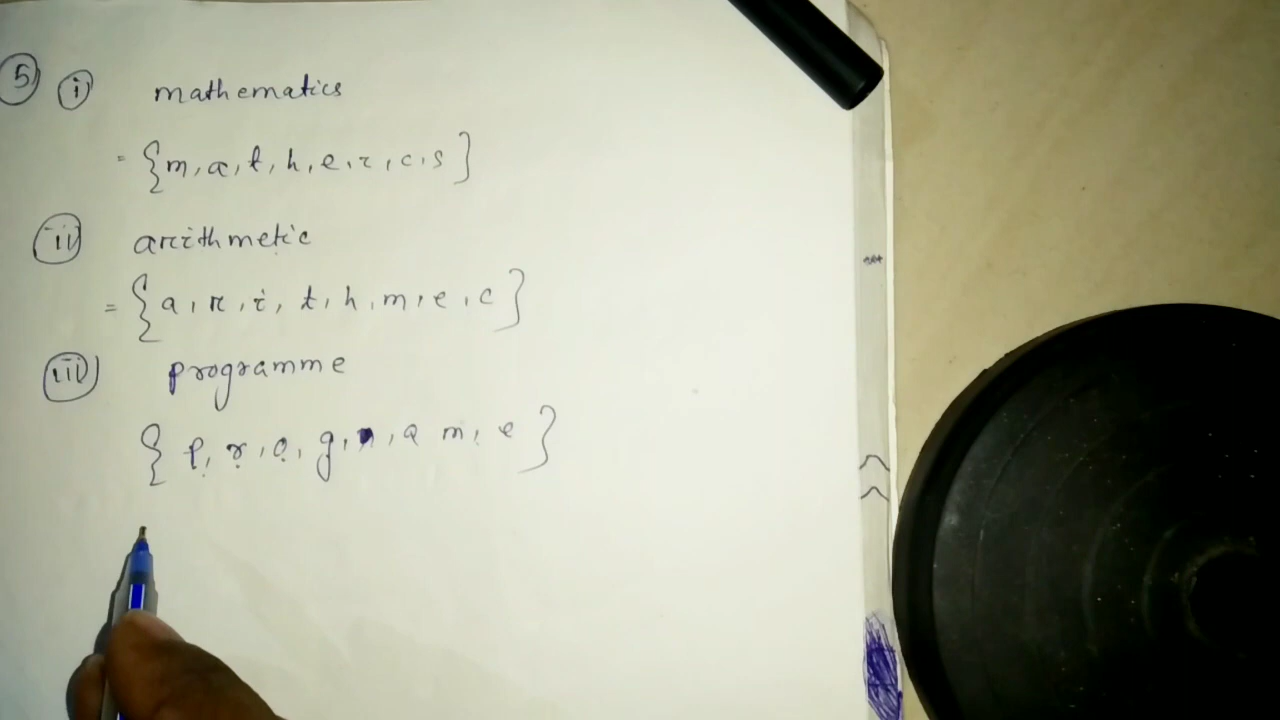 5 i mathematics
= {m, a, t, h, e, i, c, s}
ii arithmetic
= {a, r, i, t, h, m, e, c}
iii programme
{ p, r, o, g, , a m, e }